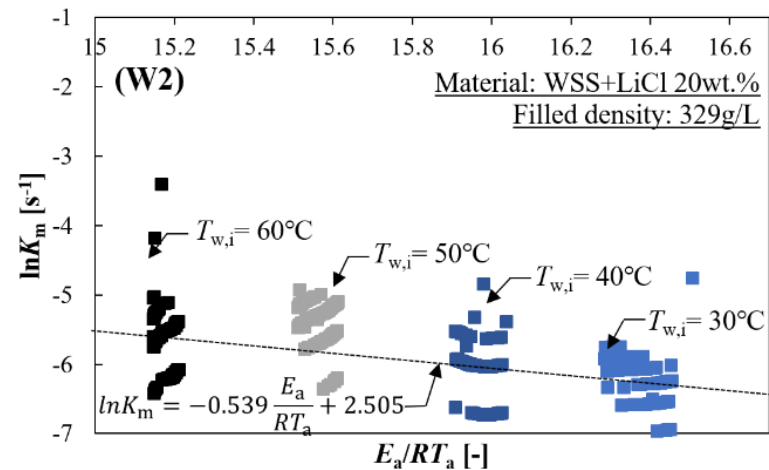 -1
15 15.2 15.4 15.6 15.8 16 16.2 16.4 16.6
(W2)
Material: WSS+LiCl 20wt.%
Filled density: 329g/L
-2
-3
-4
-5
-6
-7
lnKm [s-1]
Tw,i= 60°C
Tw,i= 50°C
Tw,i= 40°C
Tw,i= 30°C
lnKm = −0.539 Ea/RTa + 2.505
Ea/RTa [-]